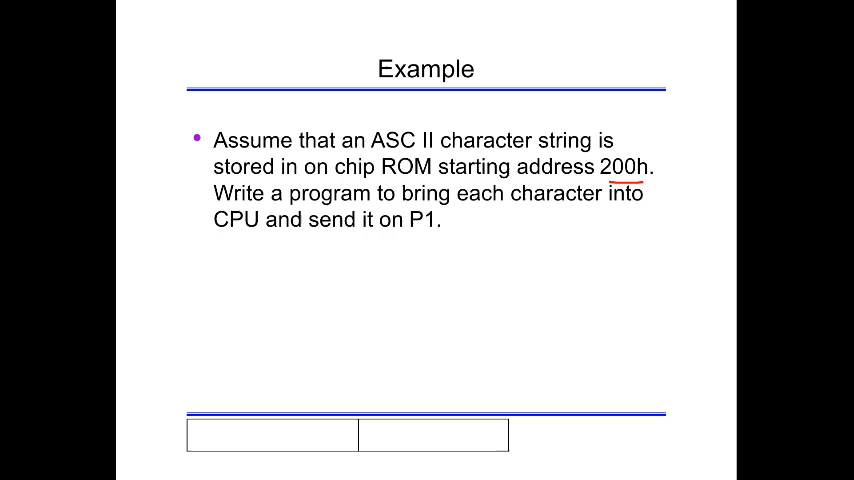 Example
• Assume that an ASC II character string is
stored in on chip ROM starting address 200h.
Write a program to bring each character into
CPU and send it on P1.